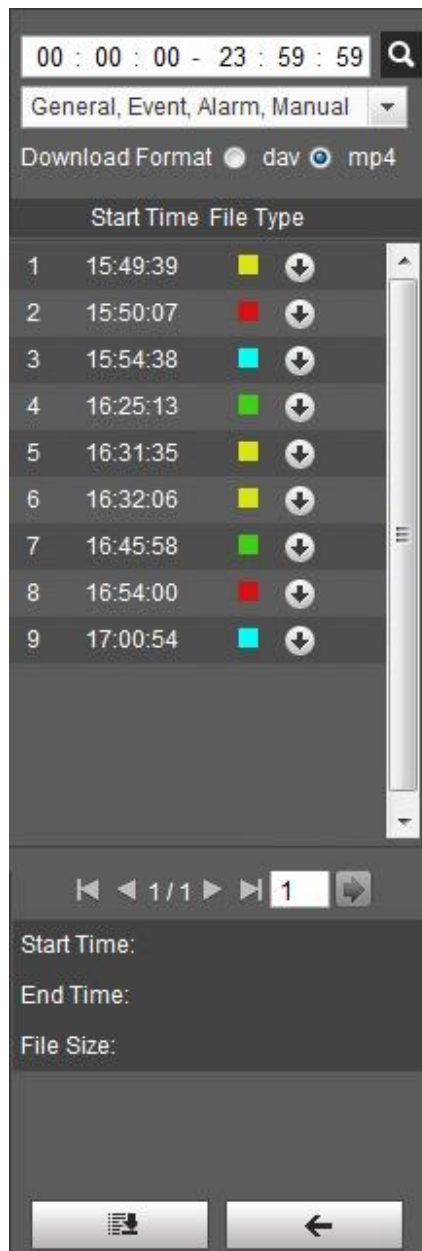 00 : 00 : 00 - 23 : 59 : 59
General, Event, Alarm, Manual
Download Format dav mp4
Start Time File Type
1 15:49:39
2 15:50:07
3 15:54:38
4 16:25:13
5 16:31:35
6 16:32:06
7 16:45:58
8 16:54:00
9 17:00:54
1/1 1
Start Time:
End Time:
File Size: